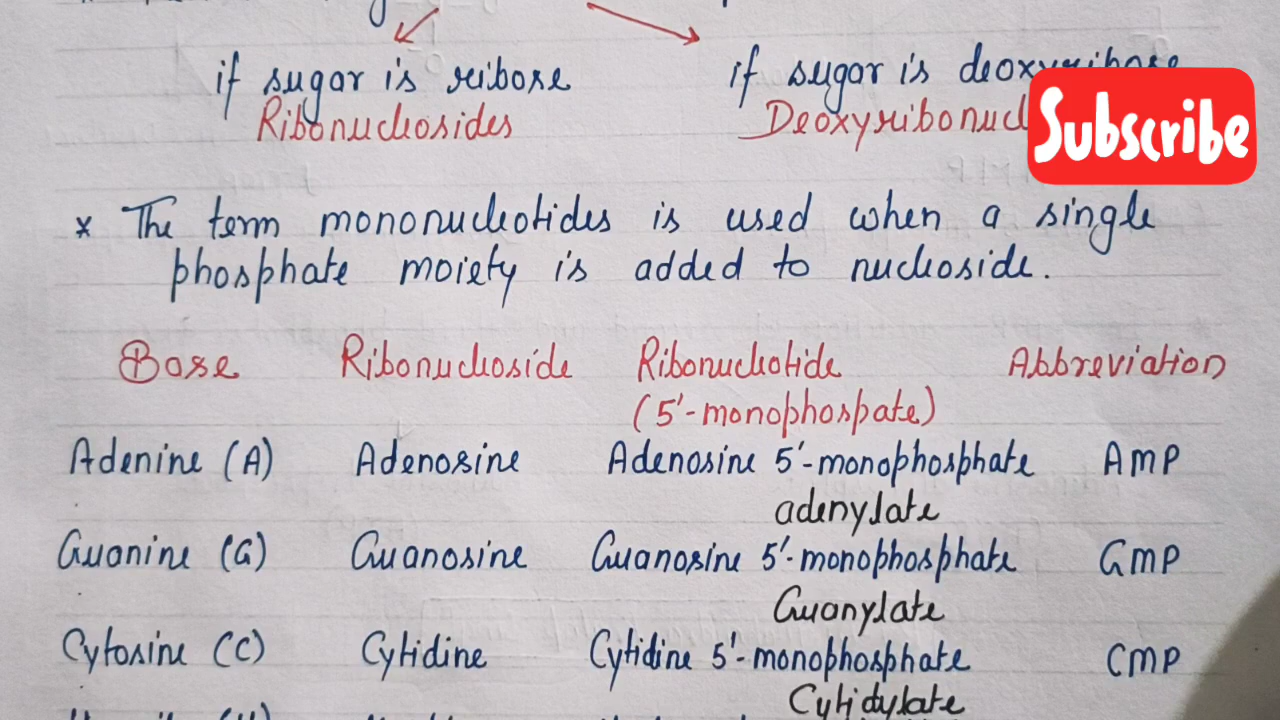 if sugar is ribose if sugar is deoxyribose
Ribonucleosides Deoxyribonucl
Subscribe
* The term mononucleotides is used when a single
phosphate moiety is added to nucleoside.
Base Ribonucleoside Ribonucleotide Abbreviation
(5'-monophospate)
Adenine (A) Adenosine Adenosine 5'-monophosphate AMP
adenylate
Guanine (G) Guanosine Guanosine 5'-monophosphate GMP
Guanylate
Cytosine (C) Cytidine Cytidine 5'-monophosphate CMP
Cytidylate